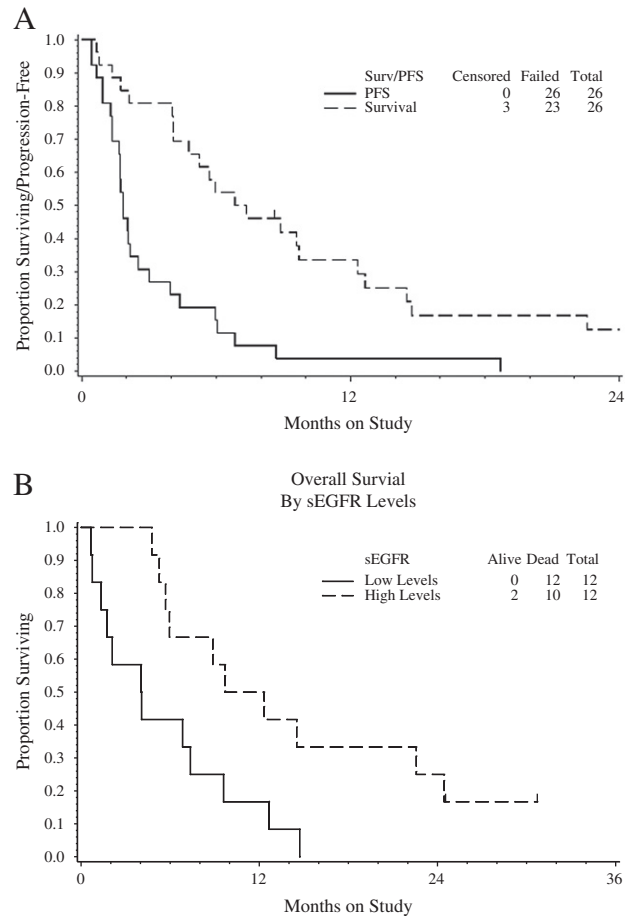 A
Surv/PFS Censored Failed Total
PFS 0 26 26
Survival 3 23 26
Proportion Surviving/Progression-Free
1.0
0.9
0.8
0.7
0.6
0.5
0.4
0.3
0.2
0.1
0.0
0 12 24
Months on Study
B
Overall Survial
By sEGFR Levels
sEGFR Alive Dead Total
Low Levels 0 12 12
High Levels 2 10 12
Proportion Surviving
1.0
0.9
0.8
0.7
0.6
0.5
0.4
0.3
0.2
0.1
0.0
0 12 24 36
Months on Study